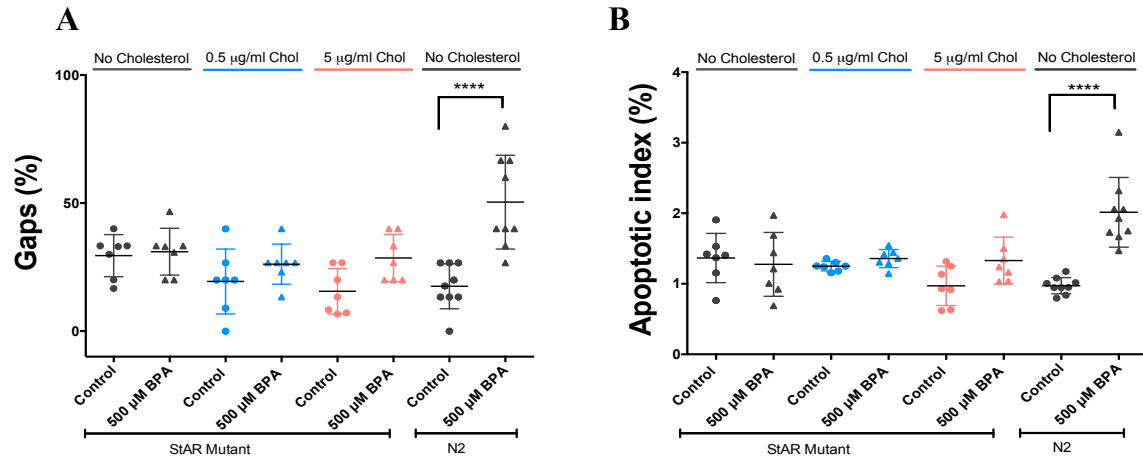 A
No Cholesterol 0.5 μg/ml Chol 5 μg/ml Chol No Cholesterol
****
100
50
0
Gaps (%)
Control 500 μM BPA Control 500 μM BPA Control 500 μM BPA Control 500 μM BPA
StAR Mutant N2
B
No Cholesterol 0.5 μg/ml Chol 5 μg/ml Chol No Cholesterol
****
4
3
2
1
0
Apoptotic index (%)
Control 500 μM BPA Control 500 μM BPA Control 500 μM BPA Control 500 μM BPA
StAR Mutant N2